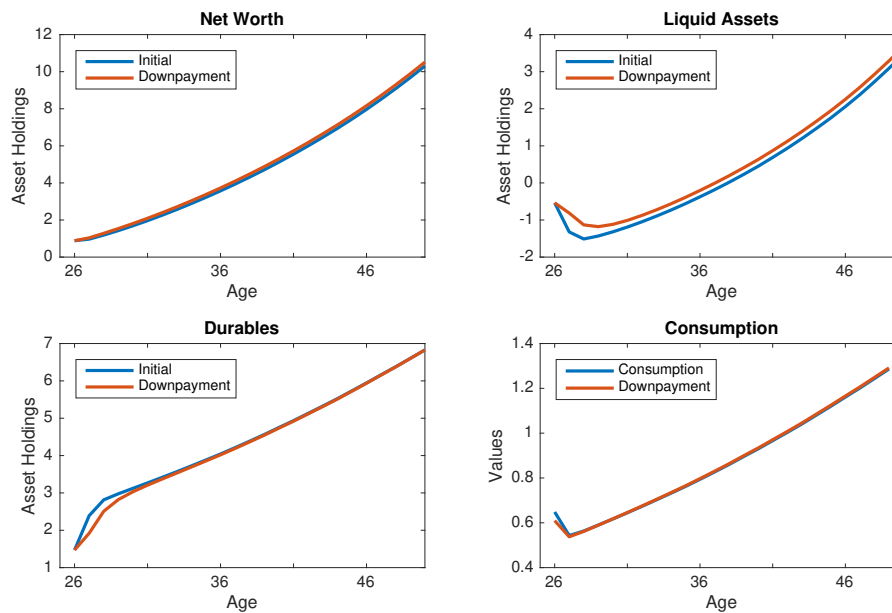 Net Worth
12
10
8
6
4
2
0
Asset Holdings
Initial
Downpayment
26
36
46
Age
Liquid Assets
4
3
2
1
0
-1
-2
Asset Holdings
Initial
Downpayment
26
36
46
Age
Durables
7
6
5
4
3
2
1
Asset Holdings
Initial
Downpayment
26
36
46
Age
Consumption
1.4
1.2
1
0.8
0.6
0.4
Values
Consumption
Downpayment
26
36
46
Age